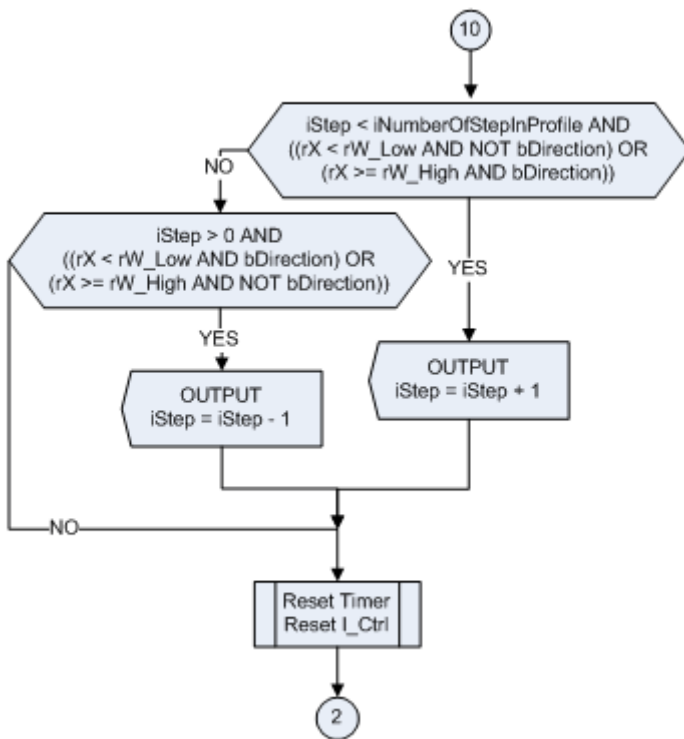 10
iStep < iNumberOfStepInProfile AND
((rX < rW_Low AND NOT bDirection) OR
(rX >= rW_High AND bDirection))
NO
iStep > 0 AND
((rX < rW_Low AND bDirection) OR
(rX >= rW_High AND NOT bDirection))
YES
YES
OUTPUT
iStep = iStep + 1
OUTPUT
iStep = iStep - 1
NO
Reset Timer
Reset I_Ctrl
2